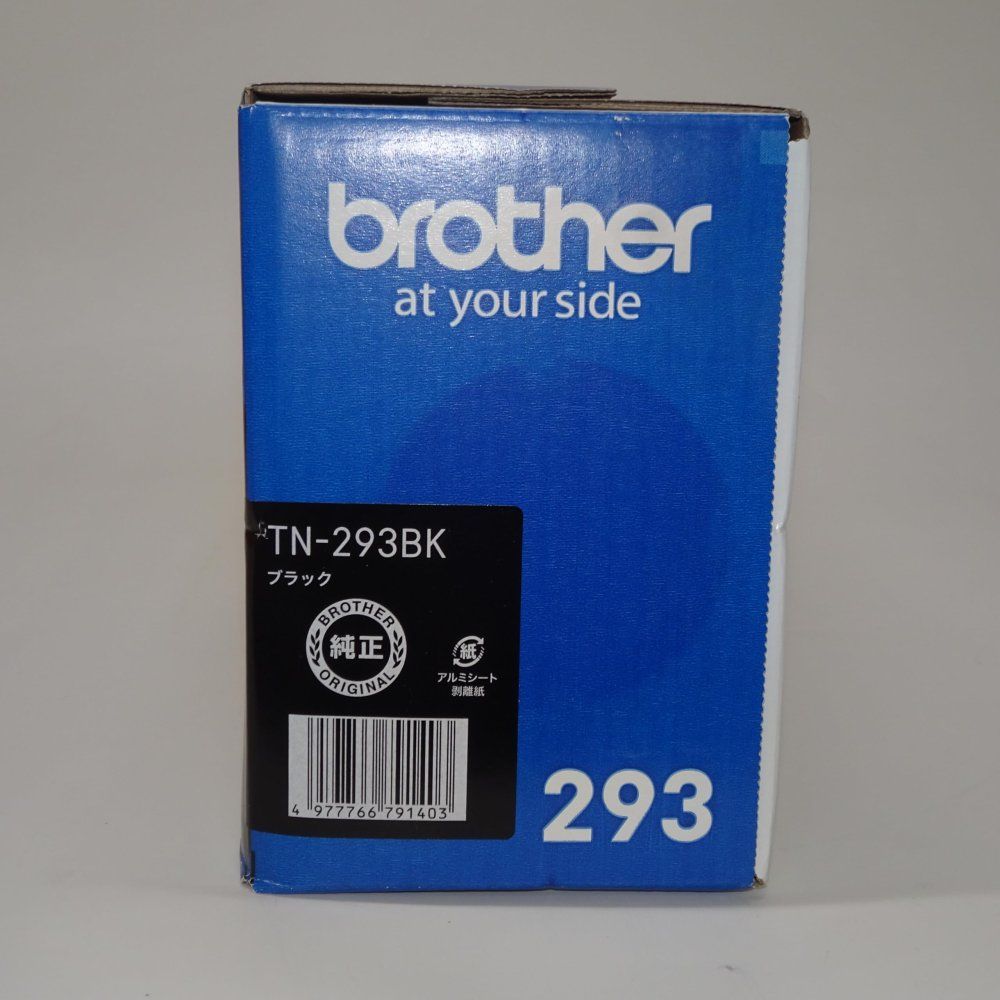 brother
at your side
TN-293BK
ブラック
BROTHER
純正
ORIGINAL
紙
アルミシート
剥離紙
4 977766 791403
293